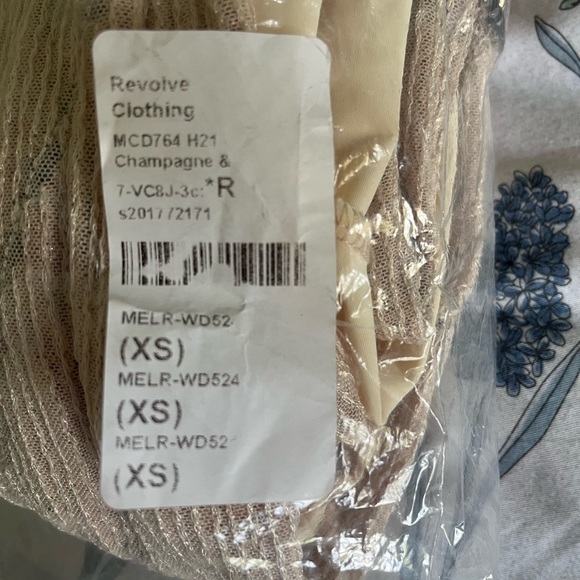 Revolve
Clothing
MCD764 H21
Champagne &
7-VC8J-3c:*R
s201772171
MELR-WD52
(XS)
MELR-WD524
(XS)
MELR-WD52
(XS)